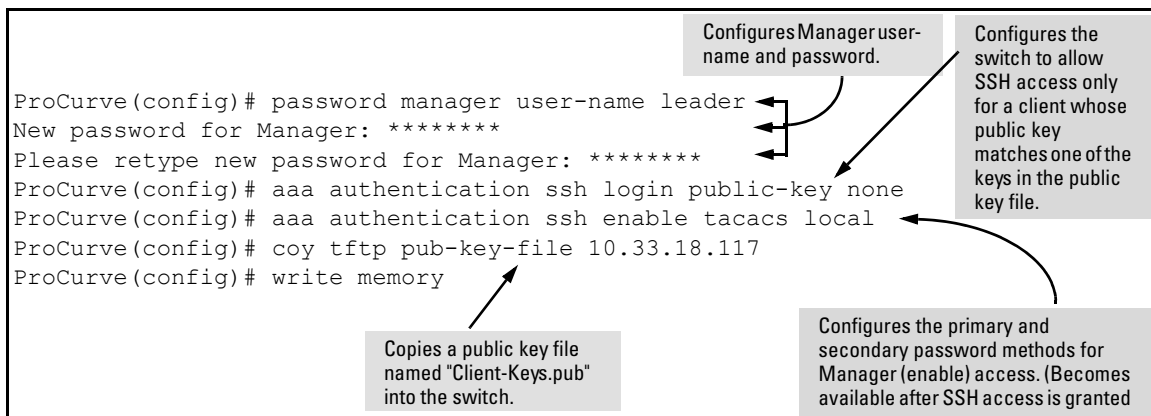 Configures Manager user-
name and password.
Configures the
switch to allow
SSH access only
for a client whose
public key
matches one of the
keys in the public
key file.
ProCurve(config)# password manager user-name leader
New password for Manager: ********
Please retype new password for Manager: ********
ProCurve(config)# aaa authentication ssh login public-key none
ProCurve(config)# aaa authentication ssh enable tacacs local
ProCurve(config)# coy tftp pub-key-file 10.33.18.117
ProCurve(config)# write memory
Copies a public key file
named "Client-Keys.pub"
into the switch.
Configures the primary and
secondary password methods for
Manager (enable) access. (Becomes
available after SSH access is granted